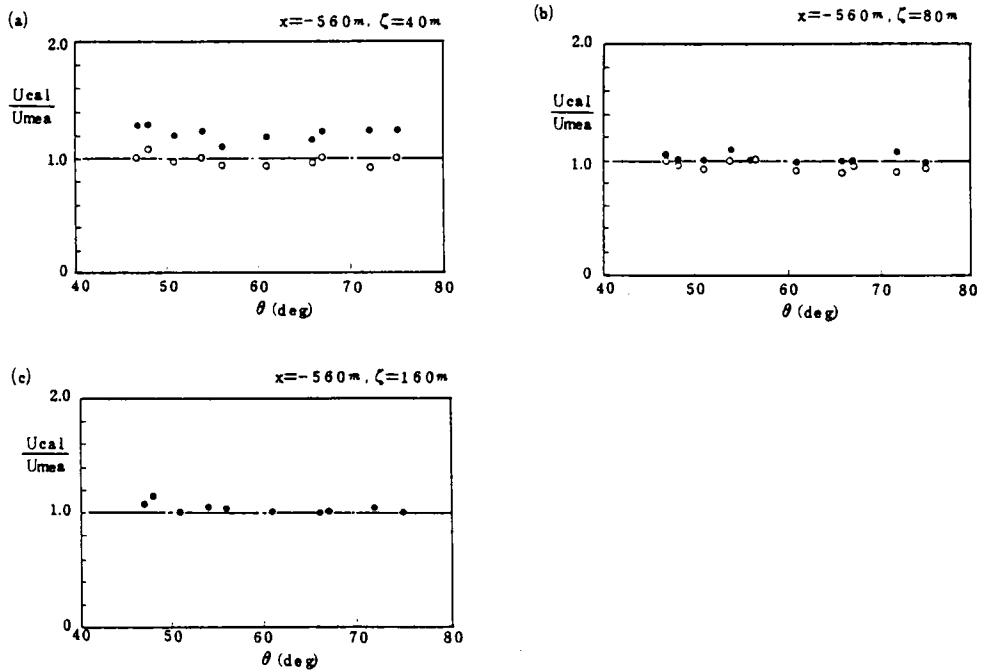 (a)
x=-560m, ζ=40m
2.0
Ucal
Umea
1.0
0
40 50 60 70 80
θ (deg)
(b)
x=-560m, ζ=80m
2.0
Ucal
Umea
1.0
0
40 50 60 70 80
θ (deg)
(c)
x=-560m, ζ=160m
2.0
Ucal
Umea
1.0
0
40 50 60 70 80
θ (deg)